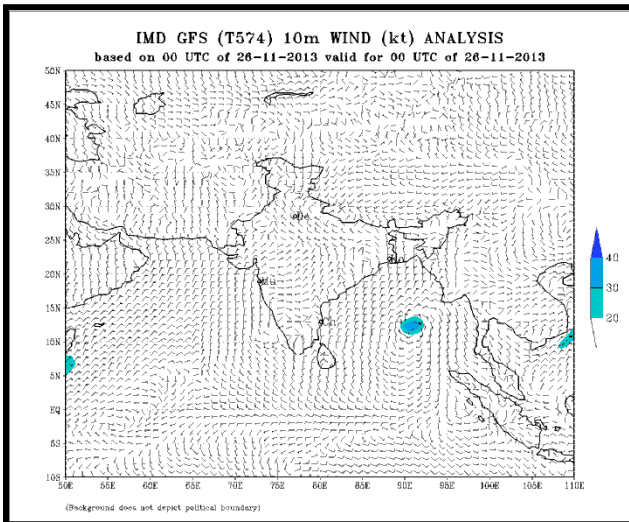 IMD GFS (T574) 10m WIND (kt) ANALYSIS
based on 00 UTC of 26-11-2013 valid for 00 UTC of 26-11-2013
50N
45N
40N
35N
30N
25N
20N
15N
10N
5N
EQ
5S
10S
De
Mu
Cn
40
30
20
50E 55E 60E 65E 70E 75E 80E 85E 90E 95E 100E 105E 110E
(Background does not depict political boundary)